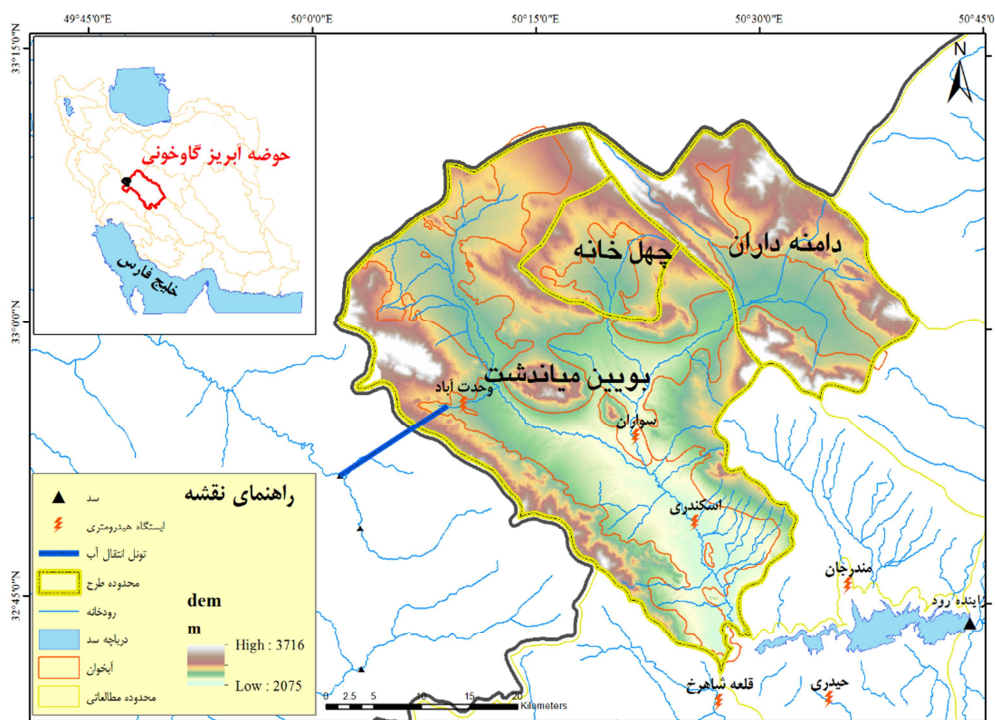 49°45'0"E
50°0'0"E
50°15'0"E
50°30'0"E
50°45'0"E
33°15'0"N
33°0'0"N
32°45'0"N
N
حوضه ابریز گاوخونی
خلیج فارس
دامنه داران
چهل خانه
بویین میاندشت
وحدت آباد
سواران
اسکندری
مندرجان
زاینده رود
قلعه شاهرخ
حیدری
راهنمای نقشه
سد
ایستگاه هیدرومتری
تونل انتقال آب
محدوده طرح
رودخانه
دریاچه سد
آبخوان
محدوده مطالعاتی
dem
m
High : 3716
Low : 2075
0 2.5 5 10 15 20
Kilometers